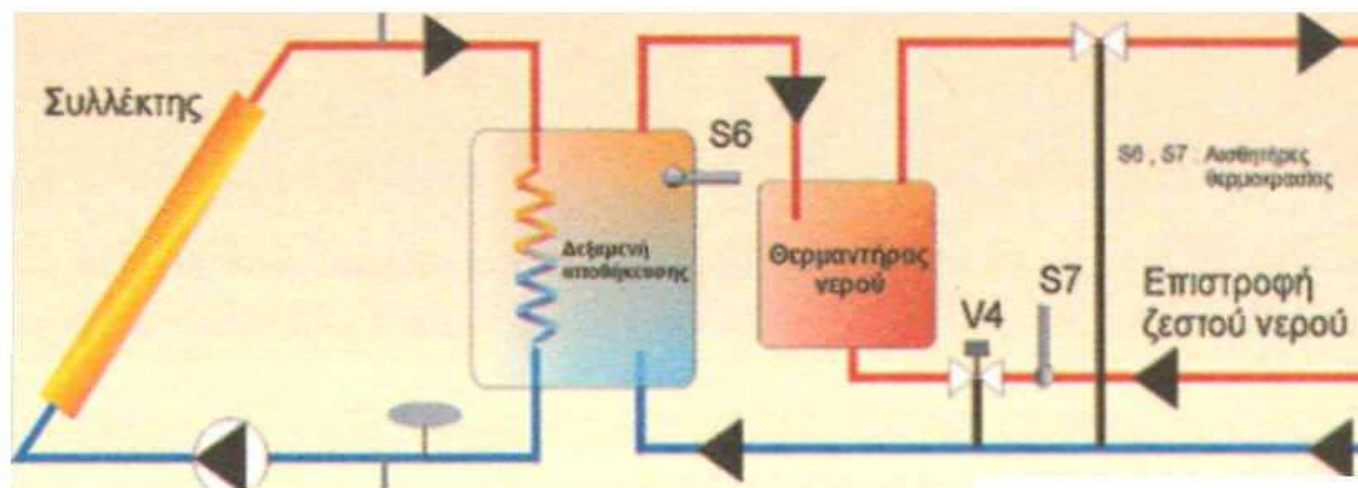 Συλλέκτης
S6
Δεξαμενή
αποθήκευσης
Θερμαντήρας
νερού
V4
S7
S6 , S7 : Αισθητήρες
θερμοκρασίας
Επιστροφή
ζεστού νερού